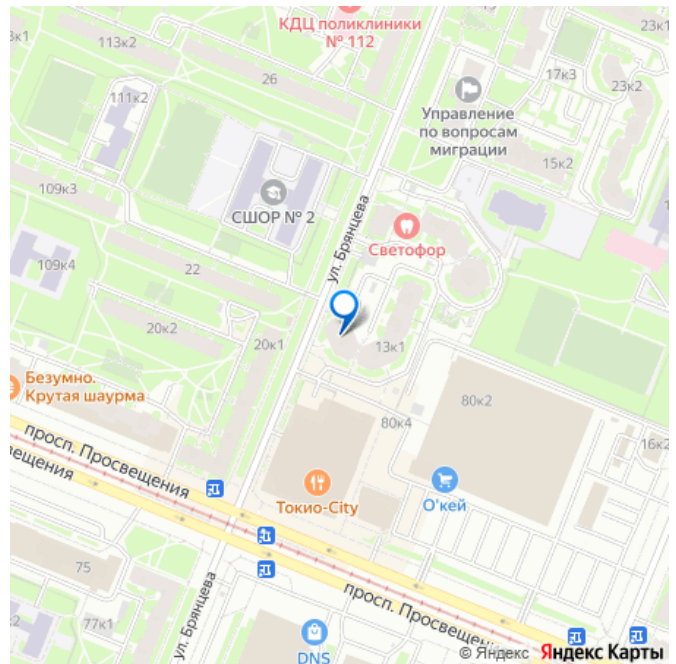 КДЦ поликлиники
№ 112
113к2
26
17к3
23к2
23к1
111к2
Управление
по вопросам
миграции
15к2
109к3
СШОР № 2
ул. Брянцева
Светофор
109к4
22
20к2
20к1
13к1
Безумно.
Крутая шаурма
80к2
80к4
16к2
просп. Просвещения
Токио-City
О'кей
75
ул. Брянцева
77к1
просп. Просвещения
DNS
© Яндекс Яндекс Карты